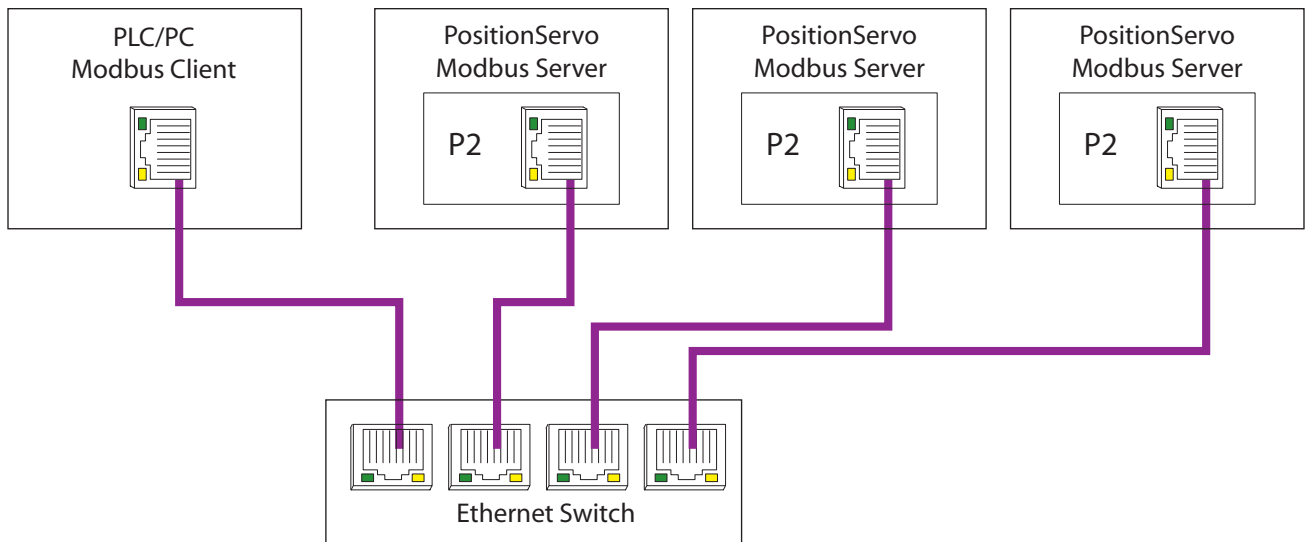 PLC/PC
Modbus Client
PositionServo
Modbus Server
P2
PositionServo
Modbus Server
P2
PositionServo
Modbus Server
P2
Ethernet Switch